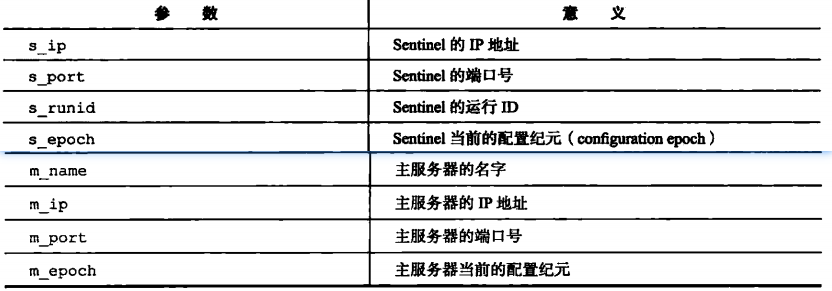 参 数 意 义
s_ip Sentinel 的 IP 地址
s_port Sentinel 的端口号
s_runid Sentinel 的运行 ID
s_epoch Sentinel 当前的配置纪元（configuration epoch）
m_name 主服务器的名字
m_ip 主服务器的 IP 地址
m_port 主服务器的端口号
m_epoch 主服务器当前的配置纪元